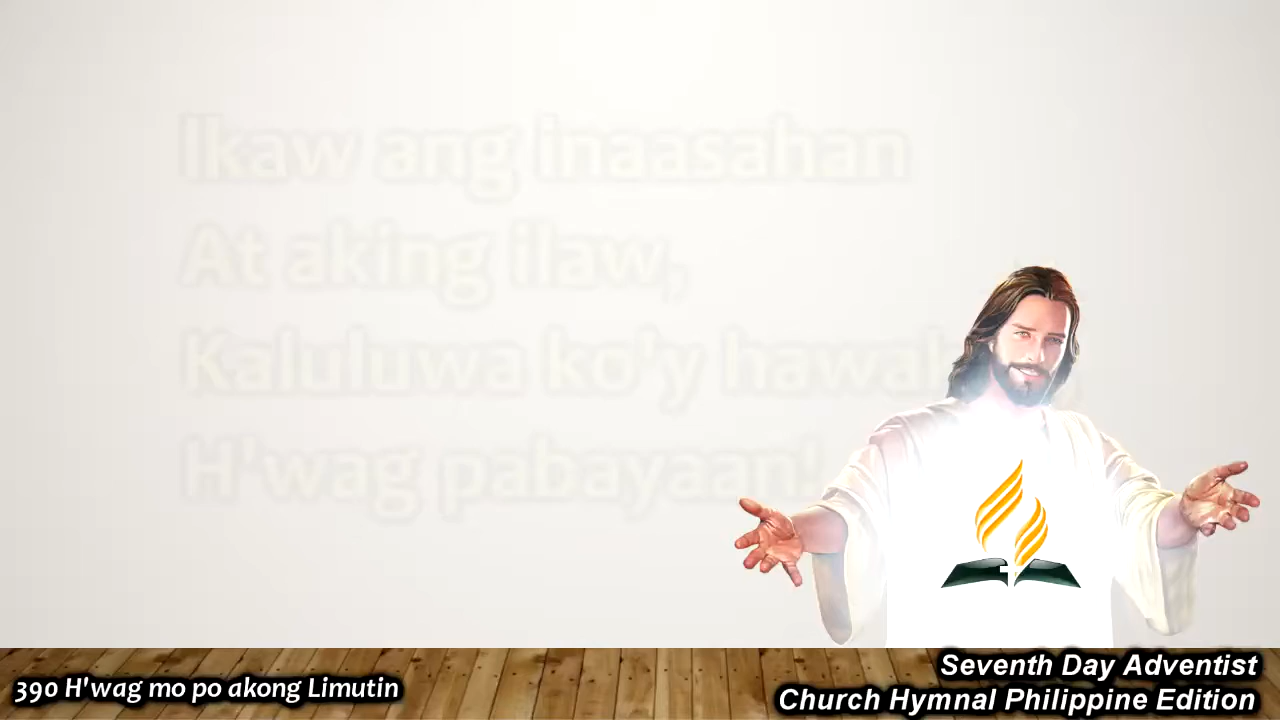 Ikaw ang inaasahan
At aking ilaw,
Kaluluwa ko'y
H'wag pabayaan!
390 H'wag mo po akong Limutin
Seventh Day Adventist
Church Hymnal Philippine Edition